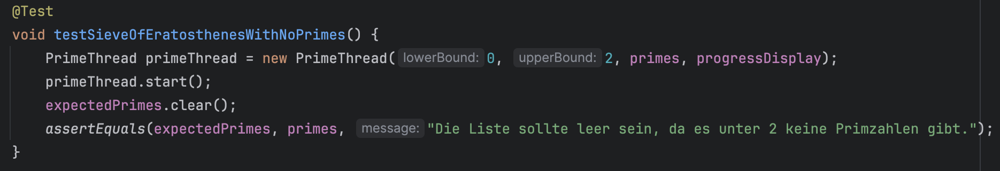 @Test
void testSieveOfEratosthenesWithNoPrimes() {
    PrimeThread primeThread = new PrimeThread( lowerBound: 0, upperBound: 2, primes, progressDisplay);
    primeThread.start();
    expectedPrimes.clear();
    assertEquals(expectedPrimes, primes, message: "Die Liste sollte leer sein, da es unter 2 keine Primzahlen gibt.");
}